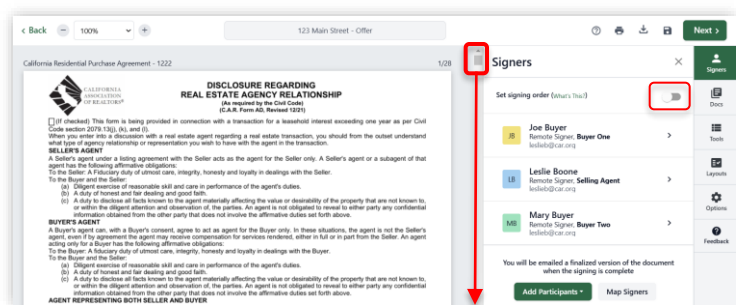 Back
100%
123 Main Street - Offer
Next
California Residential Purchase Agreement - 1222
1/28
CALIFORNIA
ASSOCIATION
OF REALTORS®
DISCLOSURE REGARDING
REAL ESTATE AGENCY RELATIONSHIP
(As required by the Civil Code)
(C.A.R. Form AD, Revised 12/21)
(If checked) This form is being provided in connection with a transaction for a leasehold interest exceeding one year as per Civil
Code section 2079.13(j), (k), and (l).
When you enter into a discussion with a real estate agent regarding a real estate transaction, you should from the outset understand
what type of agency relationship or representation you wish to have with the agent in the transaction.
SELLER'S AGENT
A Seller's agent under a listing agreement with the Seller acts as the agent for the Seller only. A Seller's agent or a subagent of that
agent has the following affirmative obligations:
To the Seller: A Fiduciary duty of utmost care, integrity, honesty and loyalty in dealings with the Seller.
To the Buyer and the Seller:
(a) Diligent exercise of reasonable skill and care in performance of the agent's duties.
(b) A duty of honest and fair dealing and good faith.
(c) A duty to disclose all facts known to the agent materially affecting the value or desirability of the property that are not known to,
or within the diligent attention and observation of, the parties. An agent is not obligated to reveal to either party any confidential
information obtained from the other party that does not involve the affirmative duties set forth above.
BUYER'S AGENT
A Buyer's agent can, with a Buyer's consent, agree to act as agent for the Buyer only. In these situations, the agent is not the Seller's
agent, even if by agreement the agent may receive compensation for services rendered, either in full or in part from the Seller. An agent
acting only for a Buyer has the following affirmative obligations:
To the Buyer: A fiduciary duty of utmost care, integrity, honesty and loyalty in dealings with the Buyer.
To the Buyer and the Seller:
(a) Diligent exercise of reasonable skill and care in performance of the agent's duties.
(b) A duty of honest and fair dealing and good faith.
(c) A duty to disclose all facts known to the agent materially affecting the value or desirability of the property that are not known to,
or within the diligent attention and observation of, the parties. An agent is not obligated to reveal to either party any confidential
information obtained from the other party that does not involve the affirmative duties set forth above.
AGENT REPRESENTING BOTH SELLER AND BUYER
Signers
Set signing order (What's This?)
JB
Joe Buyer
Remote Signer, Buyer One
leslieb@car.org
LB
Leslie Boone
Remote Signer, Selling Agent
leslieb@car.org
MB
Mary Buyer
Remote Signer, Buyer Two
leslieb@car.org
You will be emailed a finalized version of the document
when the signing is complete
Add Participants
Map Signers
Signers
Docs
Tools
Layouts
Options
Feedback